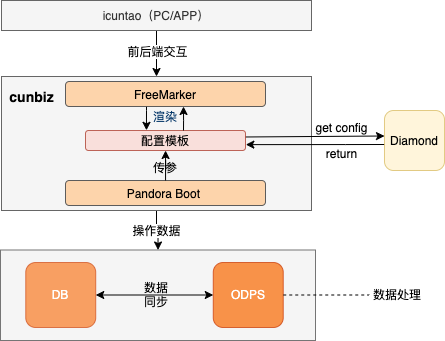 icuntao（PC/APP）
前后端交互
cunbiz
FreeMarker
渲染
配置模板
get config
return
Diamond
传参
Pandora Boot
操作数据
DB
数据
同步
ODPS
数据处理